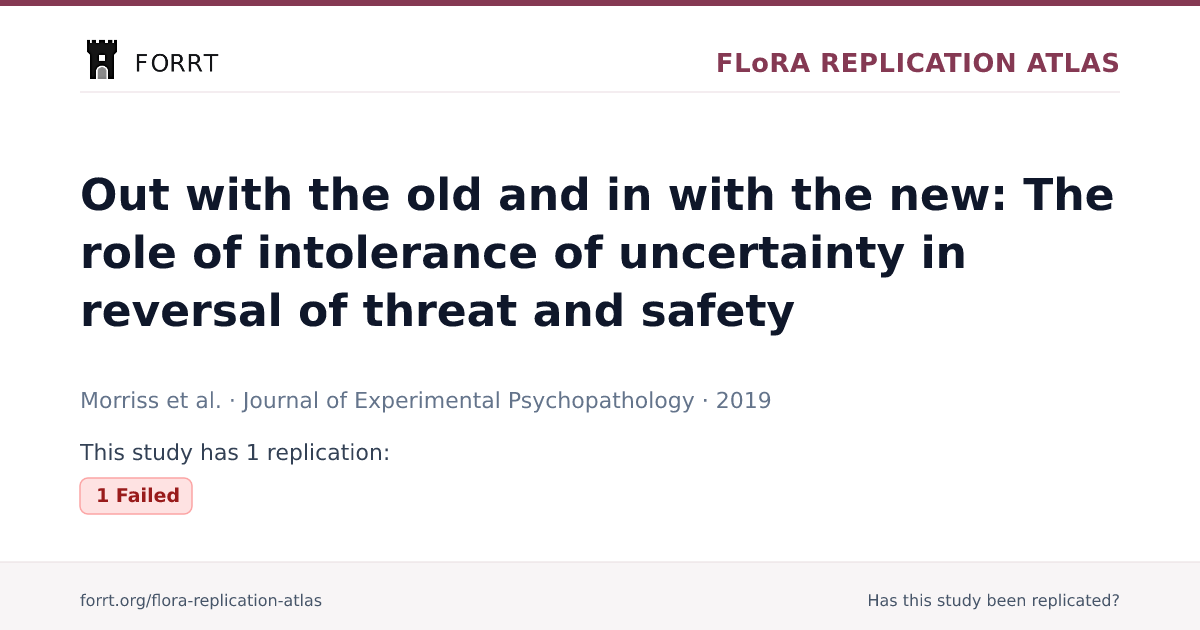 FORRT
FLoRA REPLICATION ATLAS
Out with the old and in with the new: The
role of intolerance of uncertainty in
reversal of threat and safety
Morriss et al. · Journal of Experimental Psychopathology · 2019
This study has 1 replication:
1 Failed
forrt.org/flora-replication-atlas
Has this study been replicated?